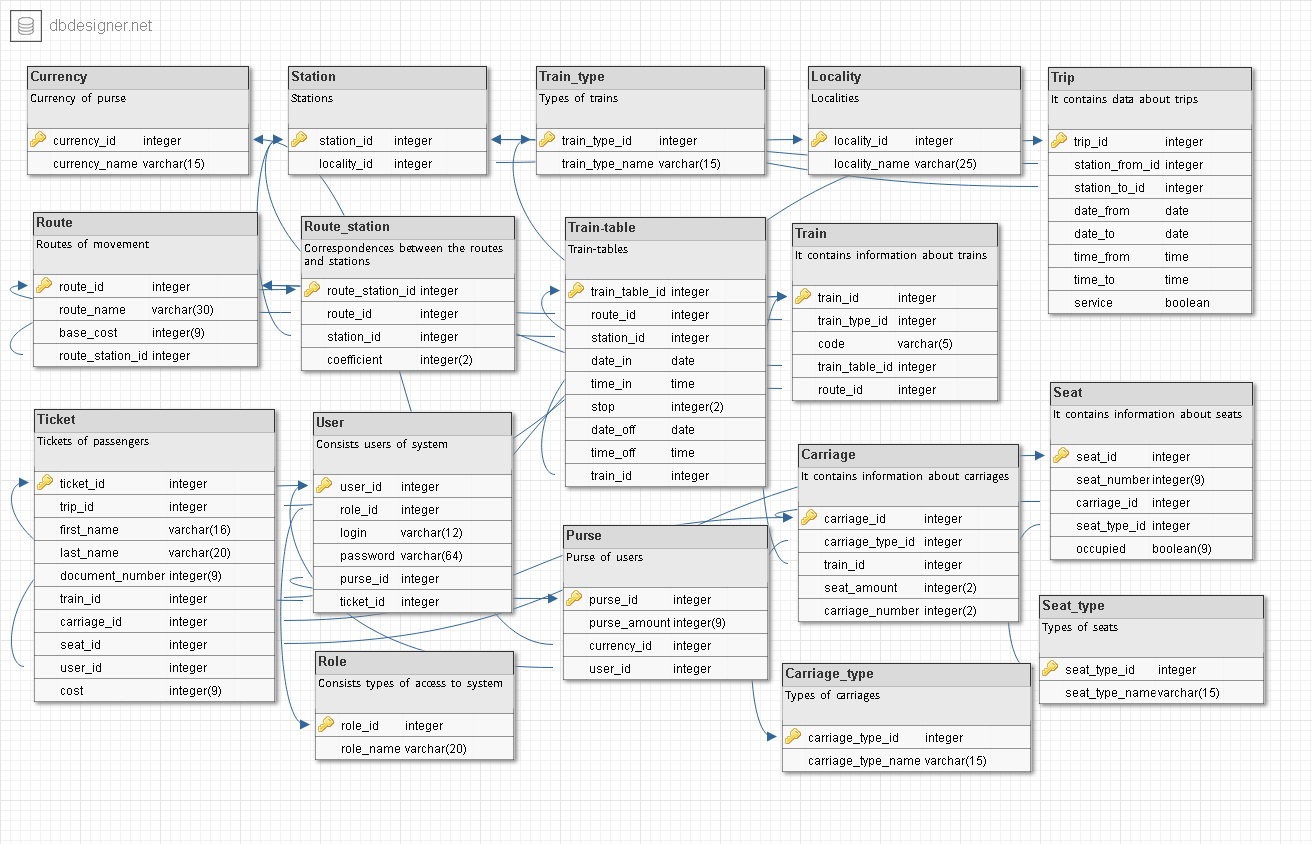 dbdesigner.net
Currency
Currency of purse
currency_id integer
currency_name varchar(15)
Station
Stations
station_id integer
locality_id integer
Train_type
Types of trains
train_type_id integer
train_type_name varchar(15)
Locality
Localities
locality_id integer
locality_name varchar(25)
Trip
It contains data about trips
trip_id integer
station_from_id integer
station_to_id integer
date_from date
date_to date
time_from time
time_to time
service boolean
Route
Routes of movement
route_id integer
route_name varchar(30)
base_cost integer(9)
route_station_id integer
Route_station
Correspondences between the routes
and stations
route_station_id integer
route_id integer
station_id integer
coefficient integer(2)
Train-table
Train-tables
train_table_id integer
route_id integer
station_id integer
date_in date
time_in time
stop integer(2)
date_off date
time_off time
train_id integer
Train
It contains information about trains
train_id integer
train_type_id integer
code varchar(5)
train_table_id integer
route_id integer
Seat
It contains information about seats
seat_id integer
seat_number integer(9)
carriage_id integer
seat_type_id integer
occupied boolean(9)
Ticket
Tickets of passengers
ticket_id integer
trip_id integer
first_name varchar(16)
last_name varchar(20)
document_number integer(9)
train_id integer
carriage_id integer
seat_id integer
user_id integer
cost integer(9)
User
Consists users of system
user_id integer
role_id integer
login varchar(12)
password varchar(64)
purse_id integer
ticket_id integer
Carriage
It contains information about carriages
carriage_id integer
carriage_type_id integer
train_id integer
seat_amount integer(2)
carriage_number integer(2)
Purse
Purse of users
purse_id integer
purse_amount integer(9)
currency_id integer
user_id integer
Seat_type
Types of seats
seat_type_id integer
seat_type_name varchar(15)
Role
Consists types of access to system
role_id integer
role_name varchar(20)
Carriage_type
Types of carriages
carriage_type_id integer
carriage_type_name varchar(15)